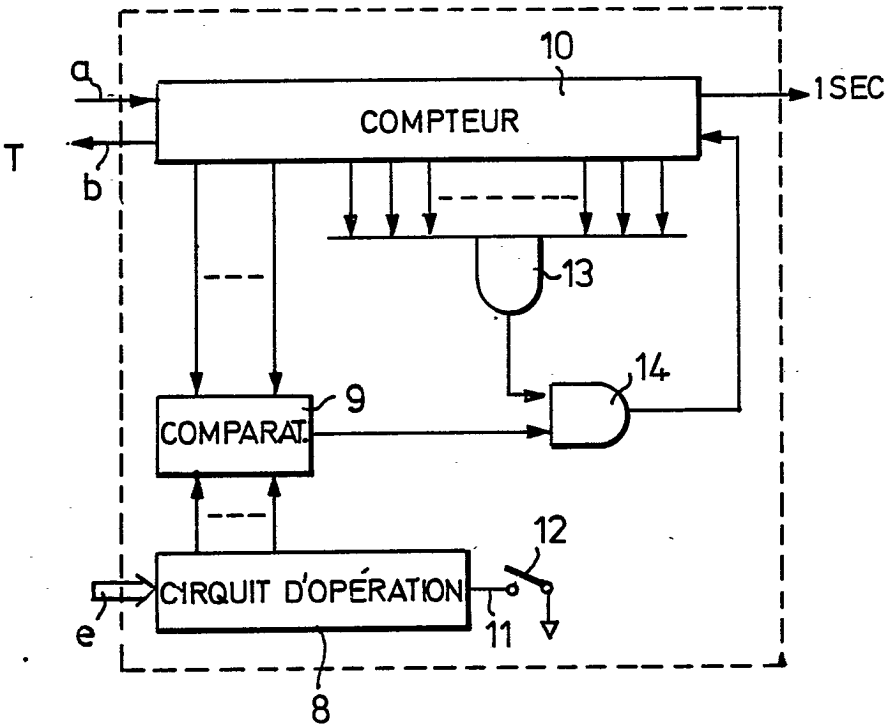 10
a
1SEC
COMPTEUR
T
b
13
14
9
COMPARAT.
12
CIRQUIT D'OPÉRATION
e
11
8